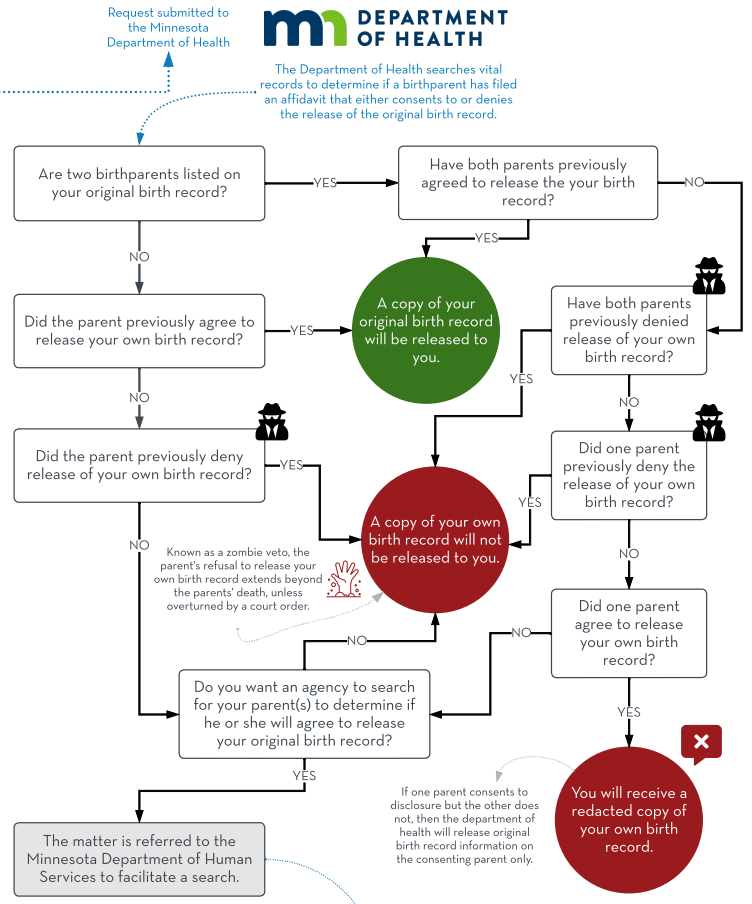 Request submitted to
the Minnesota
Department of Health
mn DEPARTMENT
OF HEALTH
The Department of Health searches vital
records to determine if a birthparent has filed
an affidavit that either consents to or denies
the release of the original birth record.
Are two birthparents listed on
your original birth record?
YES
Have both parents previously
agreed to release the your birth
record?
NO
YES
NO
A copy of your
original birth record
will be released to
you.
Did the parent previously agree to
release your own birth record?
YES
Have both parents
previously denied
release of your own
birth record?
YES
NO
NO
Did the parent previously deny
release of your own birth record?
YES
Did one parent
previously deny the
release of your own
birth record?
YES
A copy of your own
birth record will not
be released to you.
NO
NO
Known as a zombie veto, the
parent's refusal to release your
own birth record extends beyond
the parents' death, unless
overturned by a court order.
Did one parent
agree to release
your own birth
record?
NO
NO
Do you want an agency to search
for your parent(s) to determine if
he or she will agree to release
your original birth record?
YES
YES
If one parent consents to
disclosure but the other does
not, then the department of
health will release original
birth record information on
the consenting parent only.
You will receive a
redacted copy of
your own birth
record.
The matter is referred to the
Minnesota Department of Human
Services to facilitate a search.